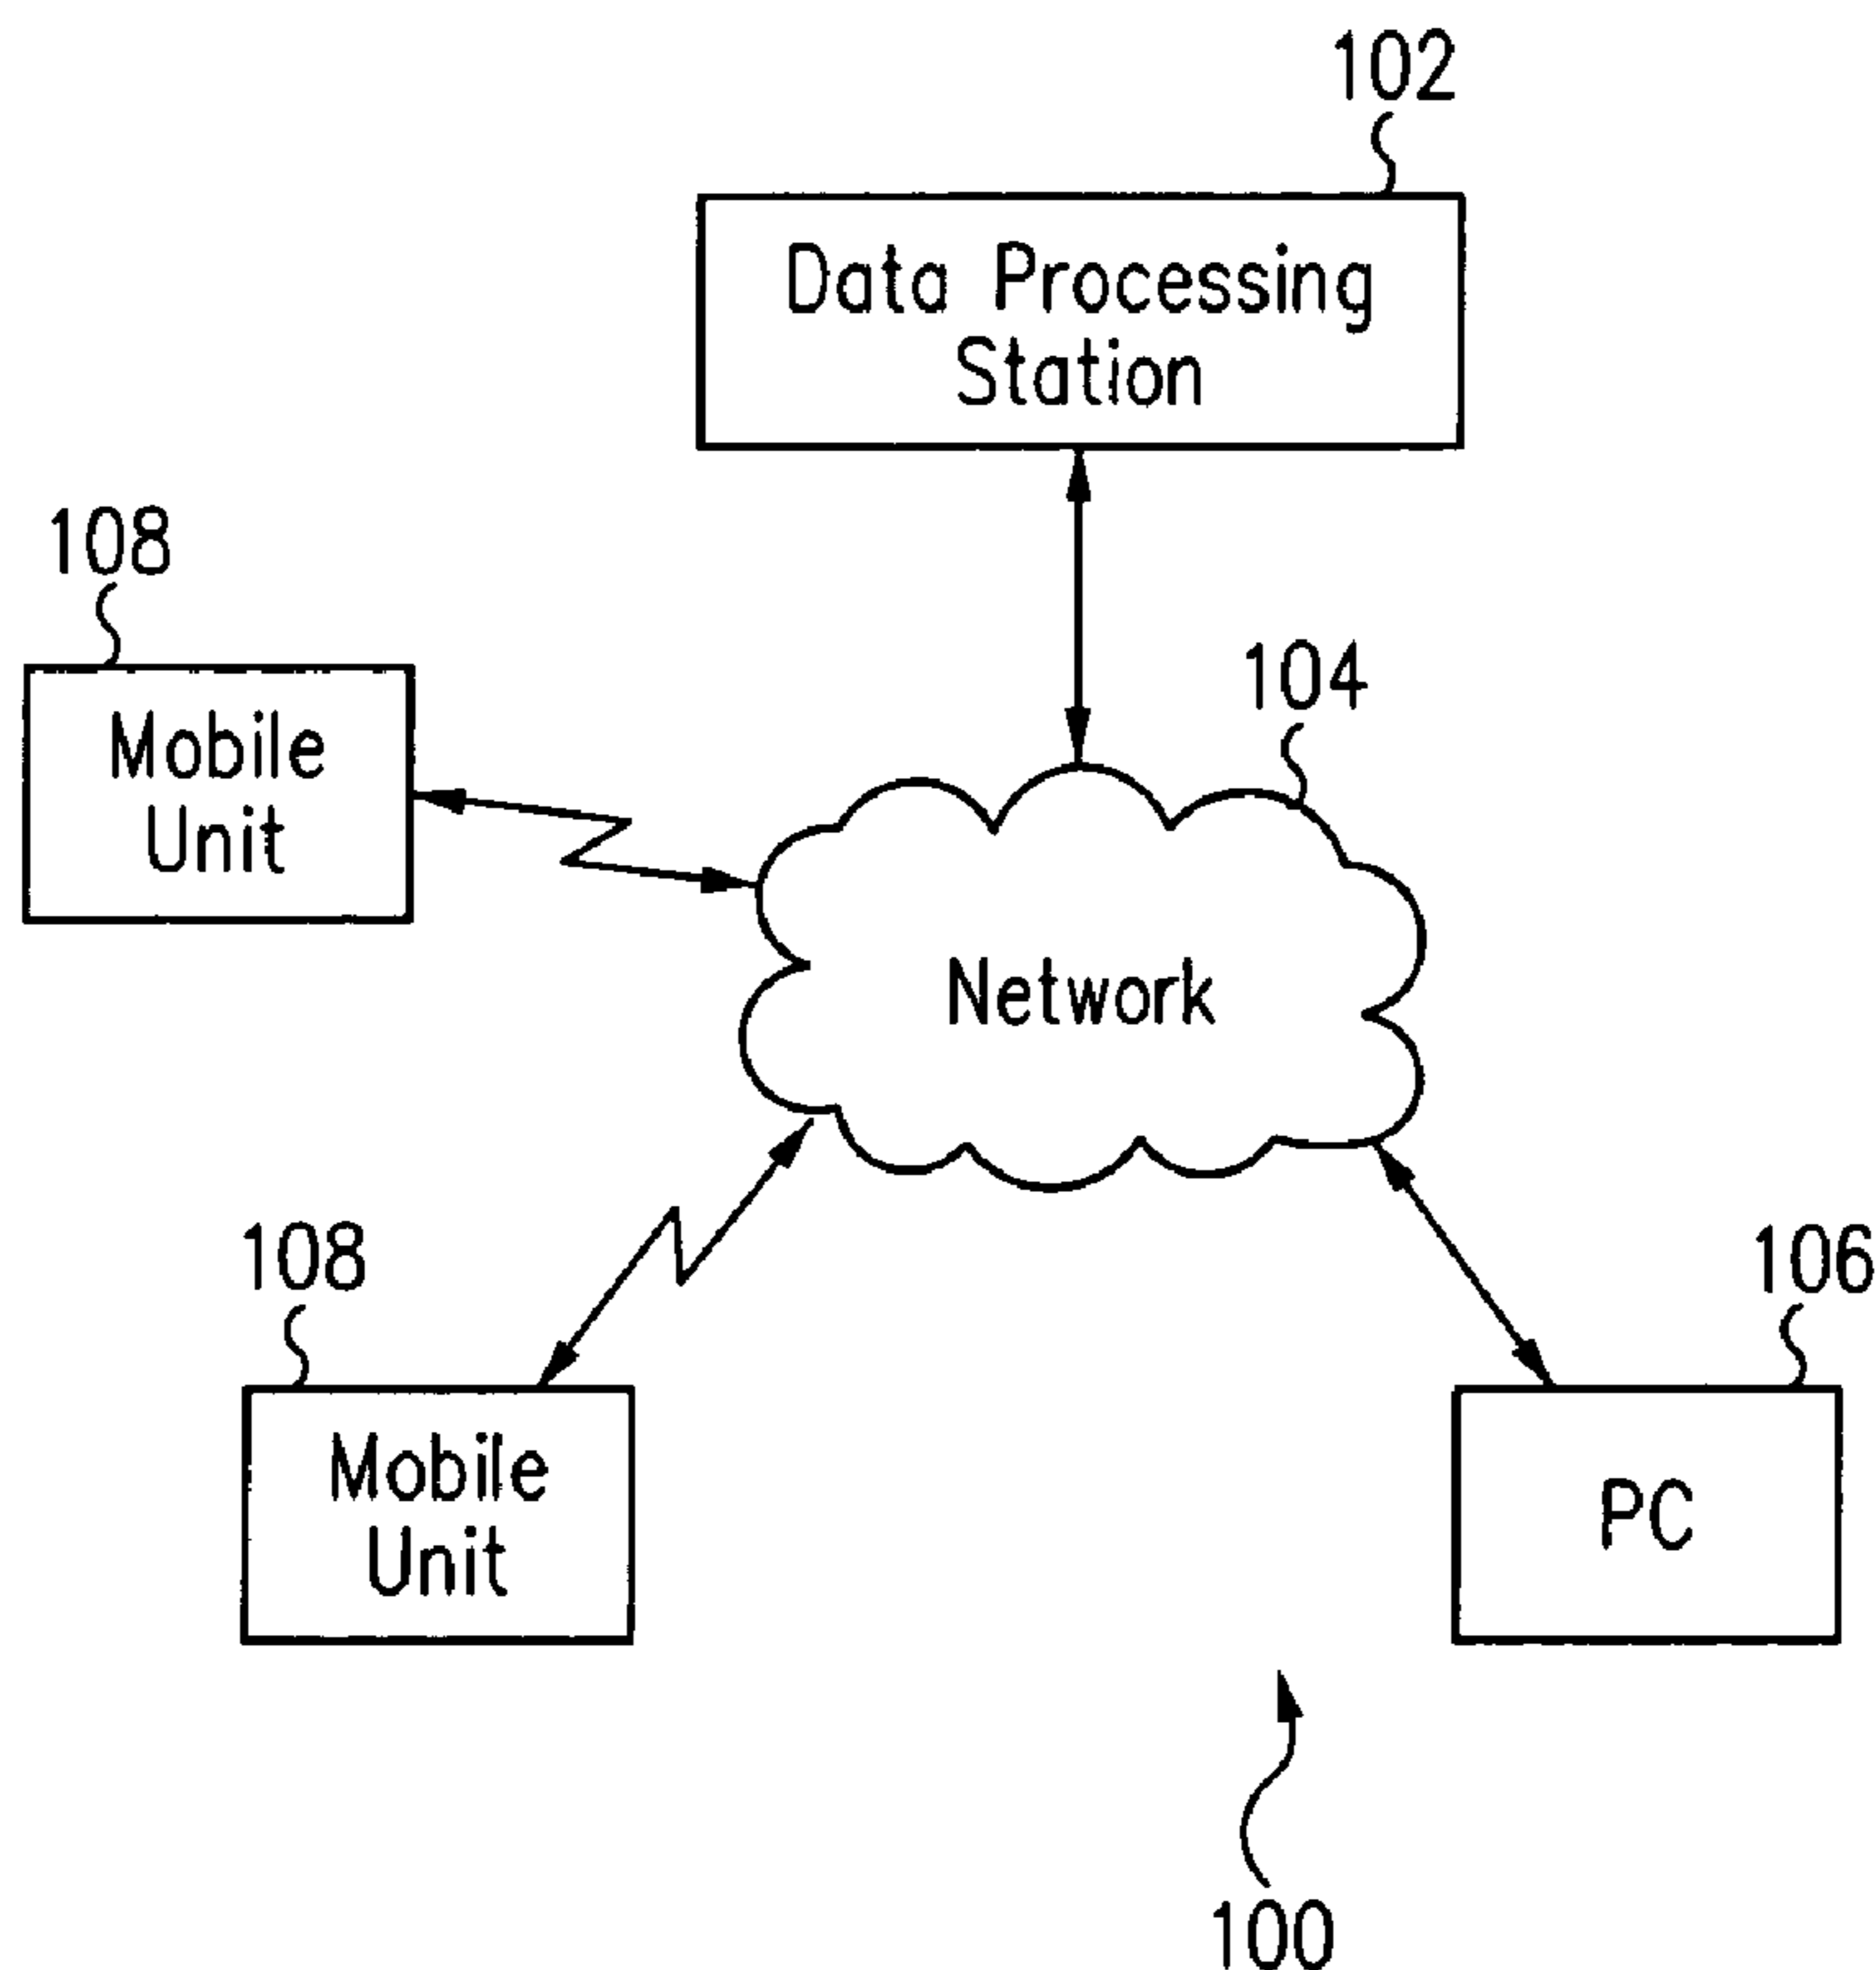 102
Data Processing
Station
108
104
Mobile
Unit
Network
108
106
Mobile
Unit
PC
100